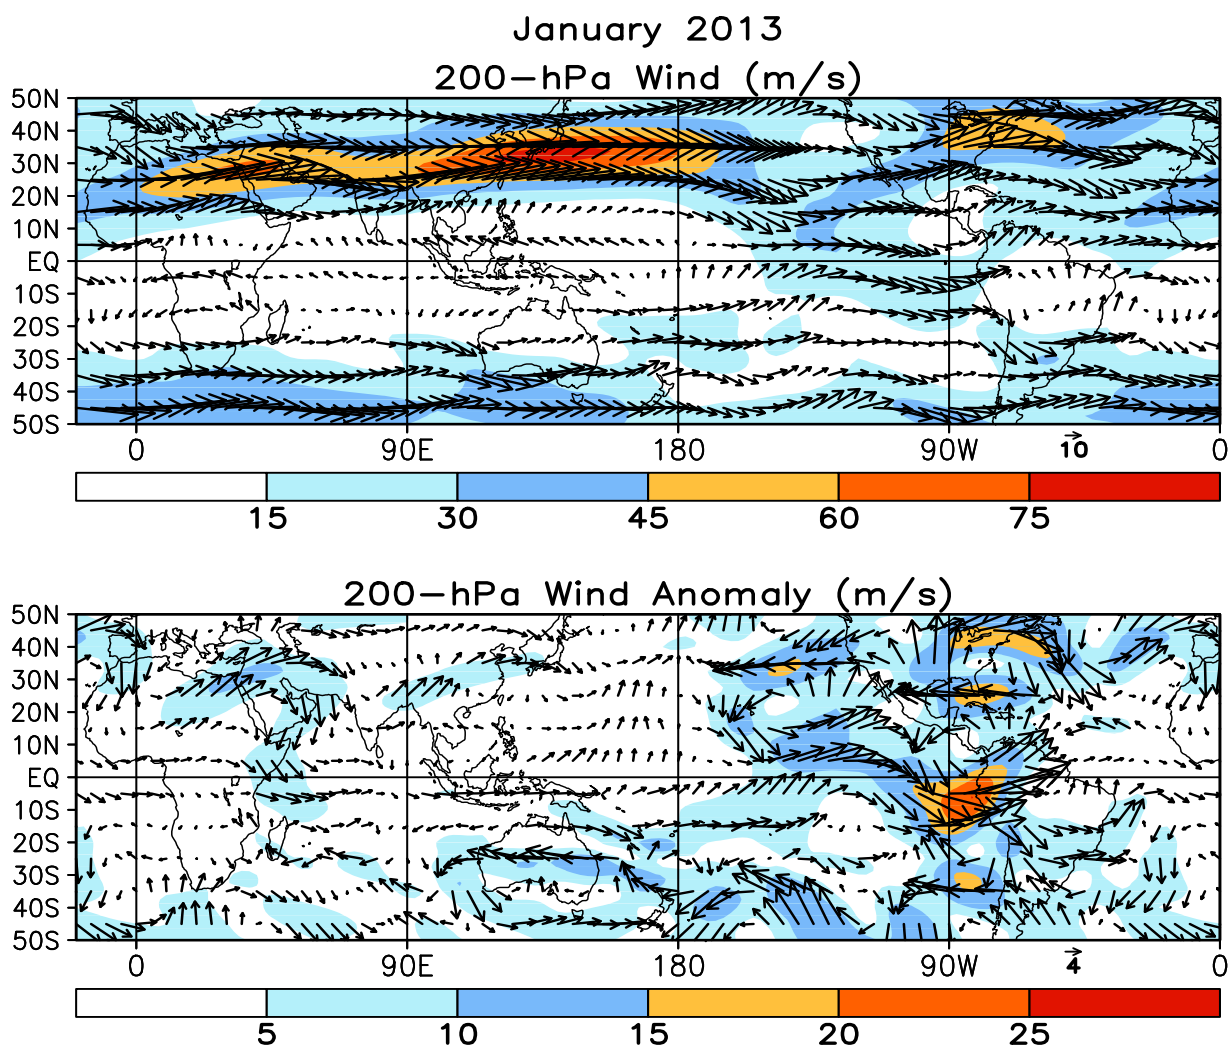 January 2013
200-hPa Wind (m/s)
50N
40N
30N
20N
10N
EQ
10S
20S
30S
40S
50S
0 90E 180 90W 0
10
15 30 45 60 75
200-hPa Wind Anomaly (m/s)
50N
40N
30N
20N
10N
EQ
10S
20S
30S
40S
50S
0 90E 180 90W 0
4
5 10 15 20 25